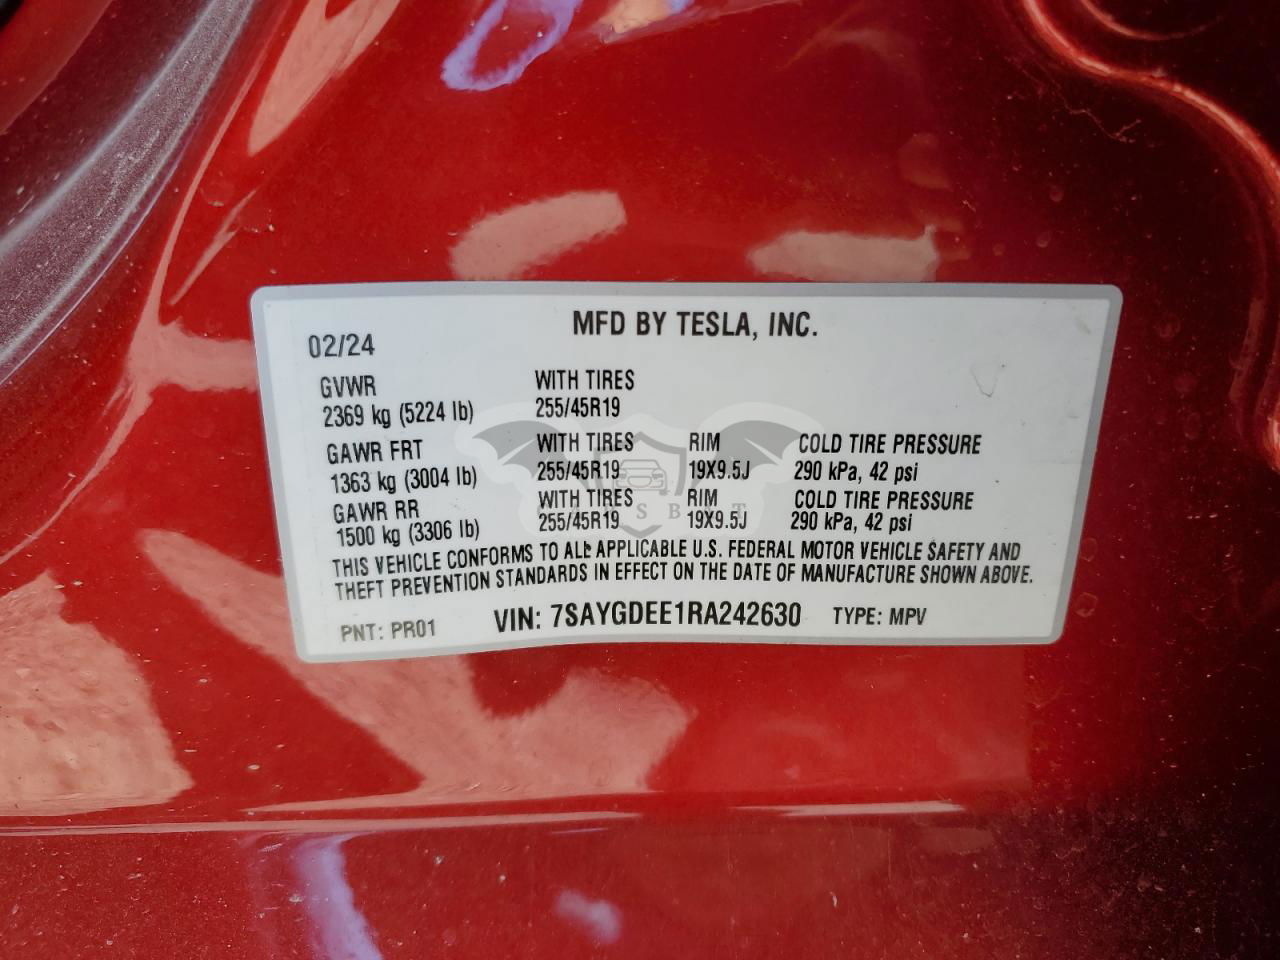 MFD BY TESLA, INC.
02/24
GVWR WITH TIRES
2369 kg (5224 lb) 255/45R19
GAWR FRT WITH TIRES RIM COLD TIRE PRESSURE
1363 kg (3004 lb) 255/45R19 19X9.5J 290 kPa, 42 psi
GAWR RR WITH TIRES RIM COLD TIRE PRESSURE
1500 kg (3306 lb) 255/45R19 19X9.5J 290 kPa, 42 psi
THIS VEHICLE CONFORMS TO ALL APPLICABLE U.S. FEDERAL MOTOR VEHICLE SAFETY AND
THEFT PREVENTION STANDARDS IN EFFECT ON THE DATE OF MANUFACTURE SHOWN ABOVE.
PNT: PR01 VIN: 7SAYGDEE1RA242630 TYPE: MPV